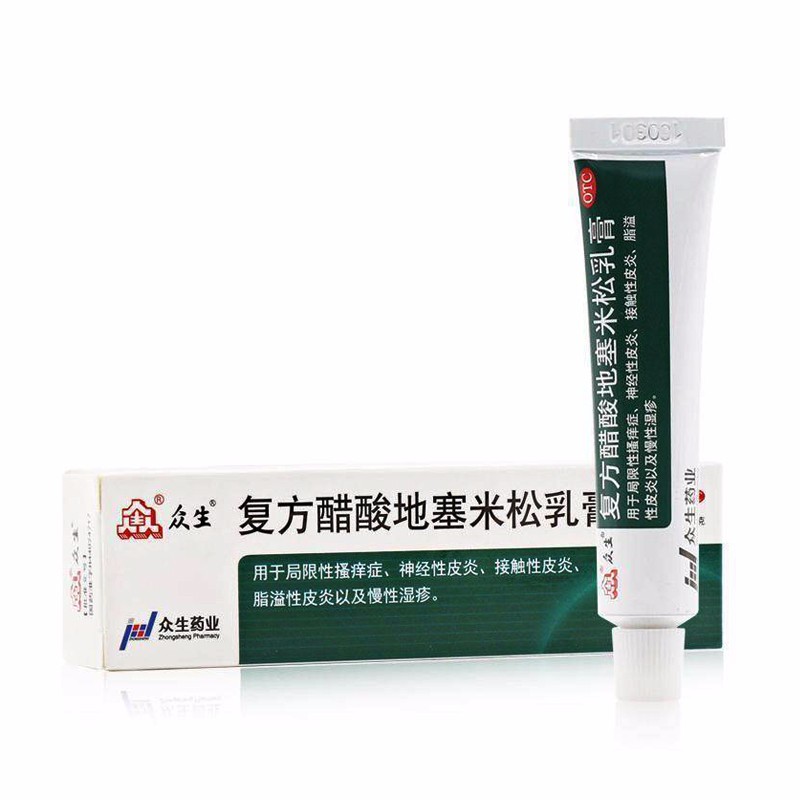 众生®
复方醋酸地塞米松乳膏
用于局限性瘙痒症、神经性皮炎、接触性皮炎、
脂溢性皮炎以及慢性湿疹。
众生药业
Zhongsheng Pharmacy
众生®
OTC
复方醋酸地塞米松乳膏
用于局限性瘙痒症、神经性皮炎、接触性皮炎、脂溢
性皮炎以及慢性湿疹。
众生®
众生药业